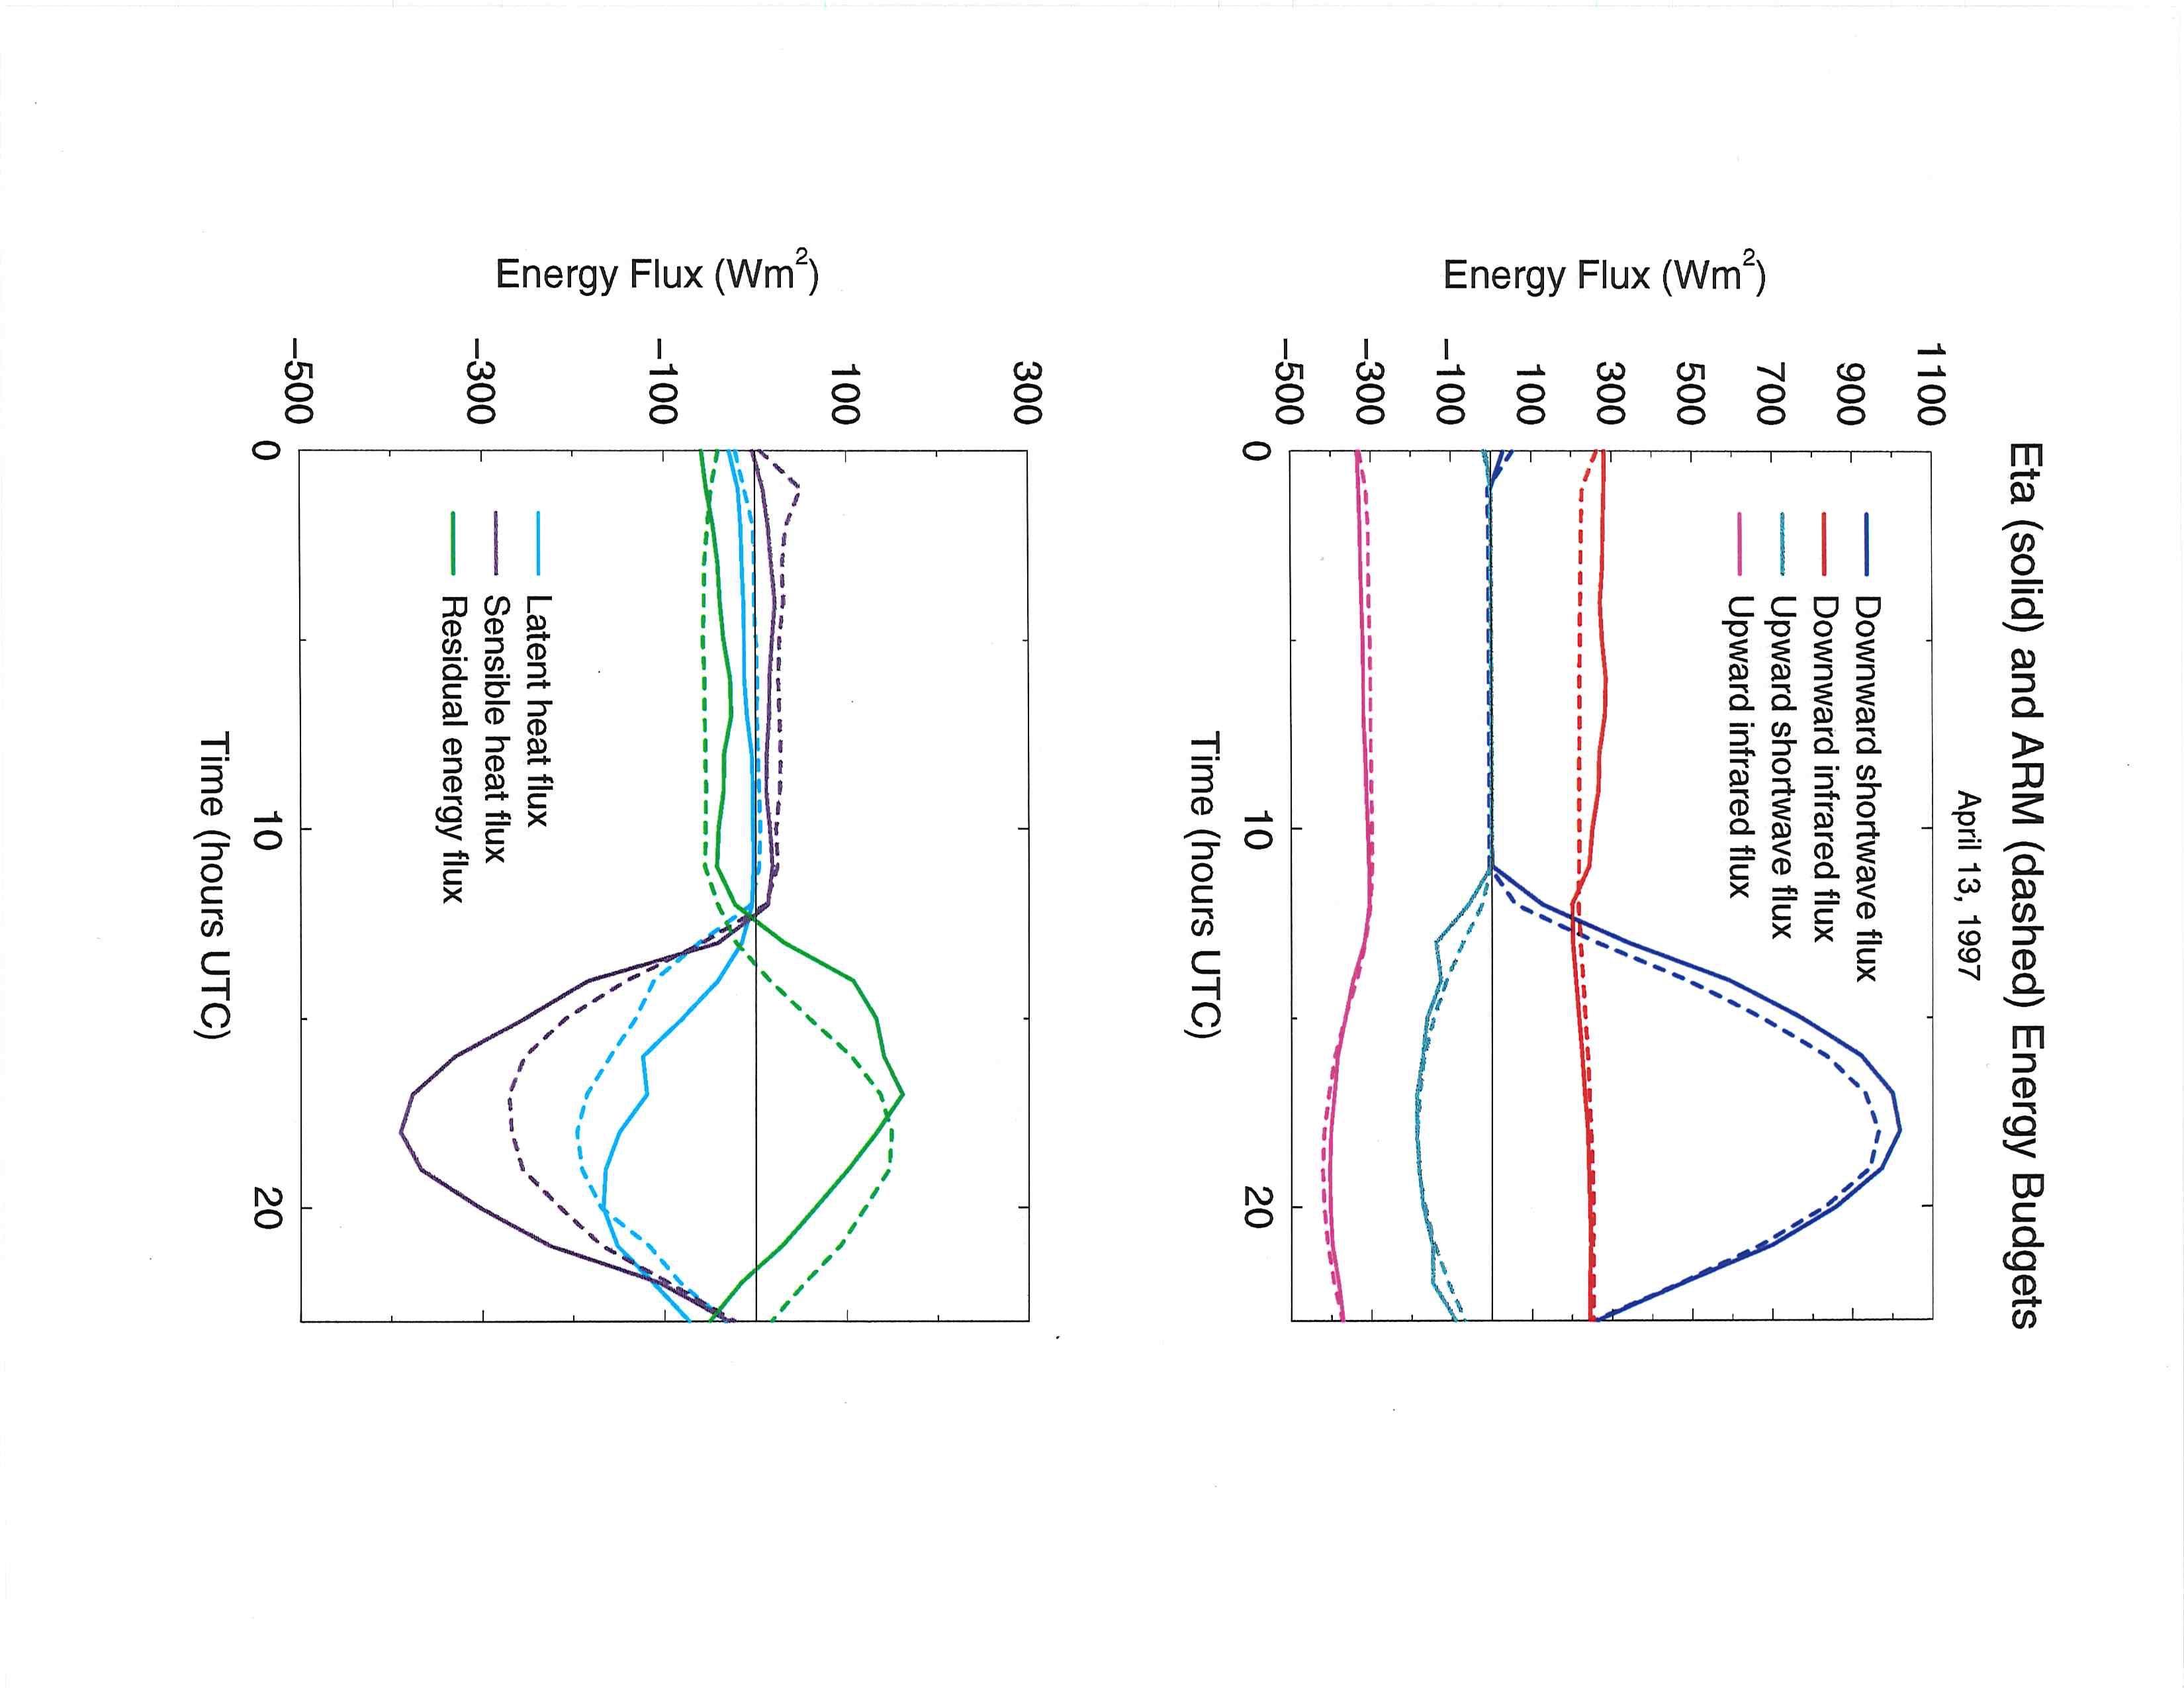 Eta (solid) and ARM (dashed) Energy Budgets
April 13, 1997
1100
900
700
500
300
100
−100
−300
−500
Energy Flux (Wm²)
Downward shortwave flux
Downward infrared flux
Upward shortwave flux
Upward infrared flux
0
10
20
Time (hours UTC)
300
100
−100
−300
−500
Energy Flux (Wm²)
Latent heat flux
Sensible heat flux
Residual energy flux
0
10
20
Time (hours UTC)